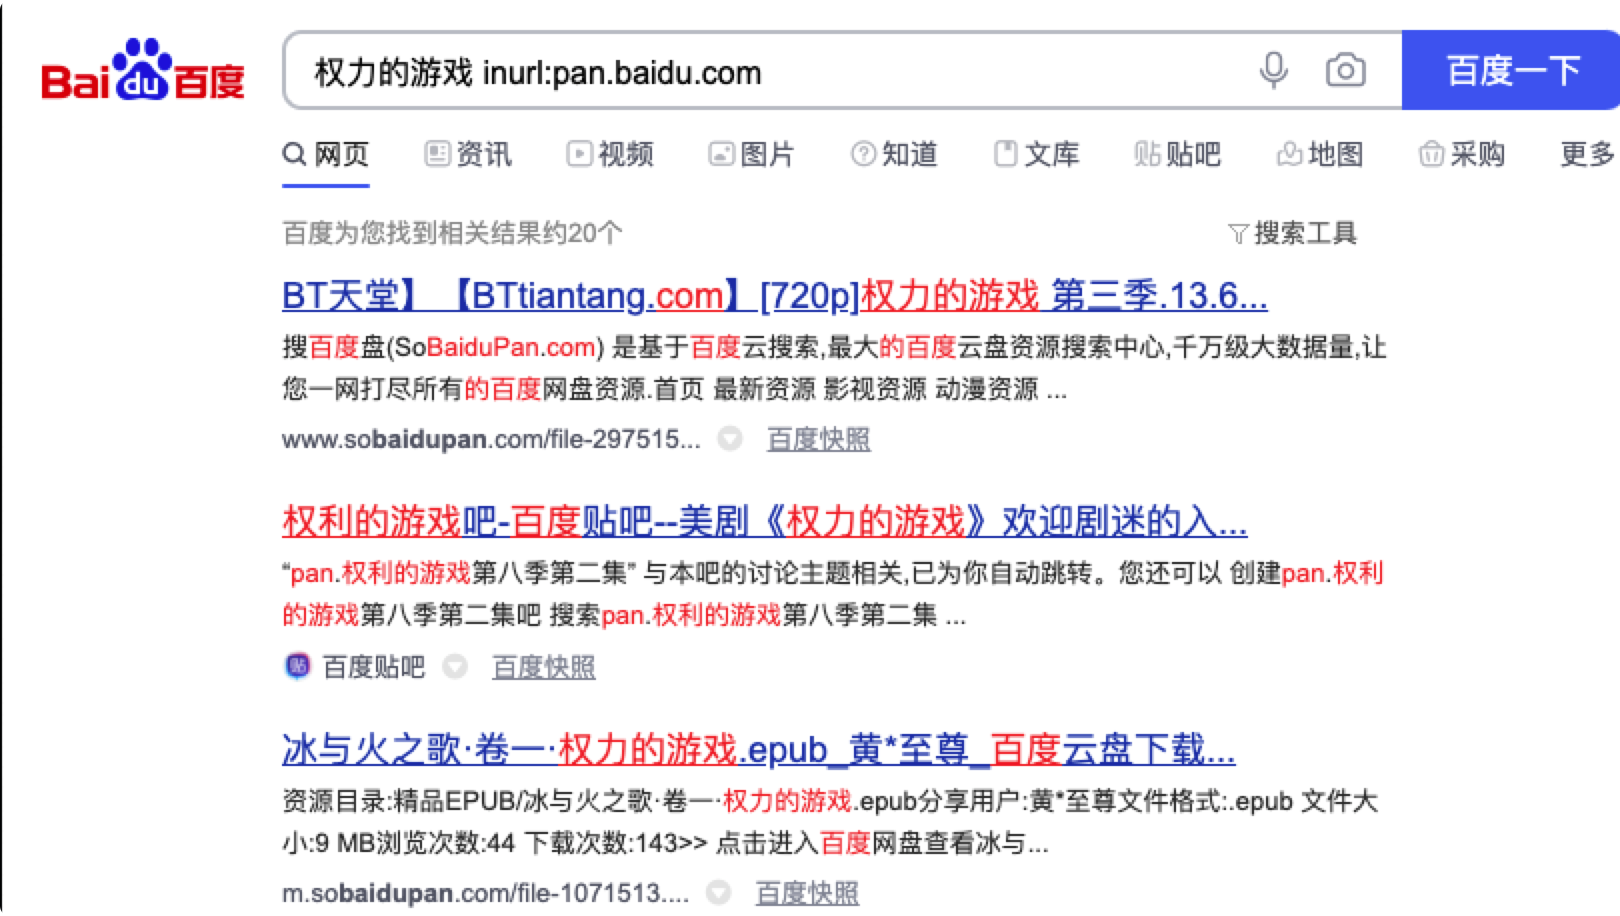 Bai du 百度
权力的游戏 inurl:pan.baidu.com
百度一下
网页 资讯 视频 图片 知道 文库 贴吧 地图 采购 更多
百度为您找到相关结果约20个
搜索工具
BT天堂】【BTtiantang.com】[720p]权力的游戏 第三季.13.6...
搜百度盘(SoBaiduPan.com) 是基于百度云搜索,最大的百度云盘资源搜索中心,千万级大数据量,让
您一网打尽所有的百度网盘资源.首页 最新资源 影视资源 动漫资源 ...
www.sobaidupan.com/file-297515... 百度快照
权利的游戏吧-百度贴吧--美剧《权力的游戏》欢迎剧迷的入...
“pan.权利的游戏第八季第二集” 与本吧的讨论主题相关,已为你自动跳转。您还可以 创建pan.权利
的游戏第八季第二集吧 搜索pan.权利的游戏第八季第二集 ...
贴 百度贴吧 百度快照
冰与火之歌·卷一·权力的游戏.epub_黄*至尊_百度云盘下载...
资源目录:精品EPUB/冰与火之歌·卷一·权力的游戏.epub分享用户:黄*至尊文件格式:.epub 文件大
小:9 MB浏览次数:44 下载次数:143>> 点击进入百度网盘查看冰与...
m.sobaidupan.com/file-1071513.... 百度快照